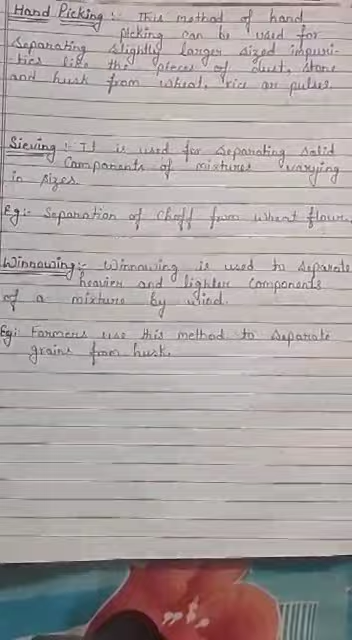 Hand Picking :- This method of hand
picking can be used for
separating slightly larger sized impuri-
ties like the pieces of dust, stone
and husk from wheat, rice or pulses.
Sieving :- It is used for separating solid
components of mixtures varying
in sizes.
Eg:- Separation of Chaff from wheat flour.
Winnowing :- Winnowing is used to separate
heavier and lighter components
of a mixture by wind.
Eg: Farmers use this method to separate
grains from husk.